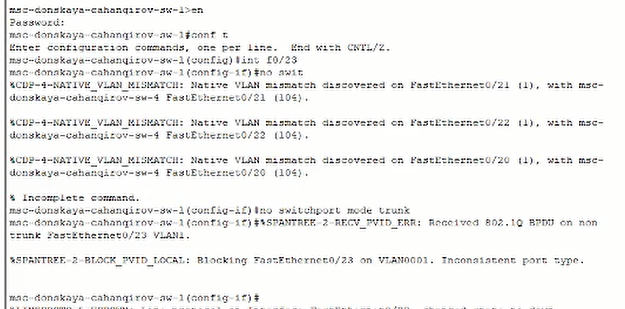 msc-donskaya-cahangirov-sw-1>en
Password:
msc-donskaya-cahangirov-sw-1#conf t
Enter configuration commands, one per line.  End with CNTL/Z.
msc-donskaya-cahangirov-sw-1(config)#int f0/23
msc-donskaya-cahangirov-sw-1(config-if)#no swit
%CDP-4-NATIVE_VLAN_MISMATCH: Native VLAN mismatch discovered on FastEthernet0/21 (1), with msc-
donskaya-cahangirov-sw-4 FastEthernet0/21 (104).
%CDP-4-NATIVE_VLAN_MISMATCH: Native VLAN mismatch discovered on FastEthernet0/22 (1), with msc-
donskaya-cahangirov-sw-4 FastEthernet0/22 (104).
%CDP-4-NATIVE_VLAN_MISMATCH: Native VLAN mismatch discovered on FastEthernet0/20 (1), with msc-
donskaya-cahangirov-sw-4 FastEthernet0/20 (104).
% Incomplete command.
msc-donskaya-cahangirov-sw-1(config-if)#no switchport mode trunk
msc-donskaya-cahangirov-sw-1(config-if)#%SPANTREE-2-RECV_PVID_ERR: Received 802.1Q BPDU on non
trunk FastEthernet0/23 VLAN1.
%SPANTREE-2-BLOCK_PVID_LOCAL: Blocking FastEthernet0/23 on VLAN0001. Inconsistent port type.
msc-donskaya-cahangirov-sw-1(config-if)#